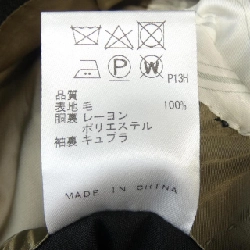 P13H
品質
表地 毛 100%
胴裏 レーヨン
ポリエステル
袖裏 キュプラ
MADE IN CHINA